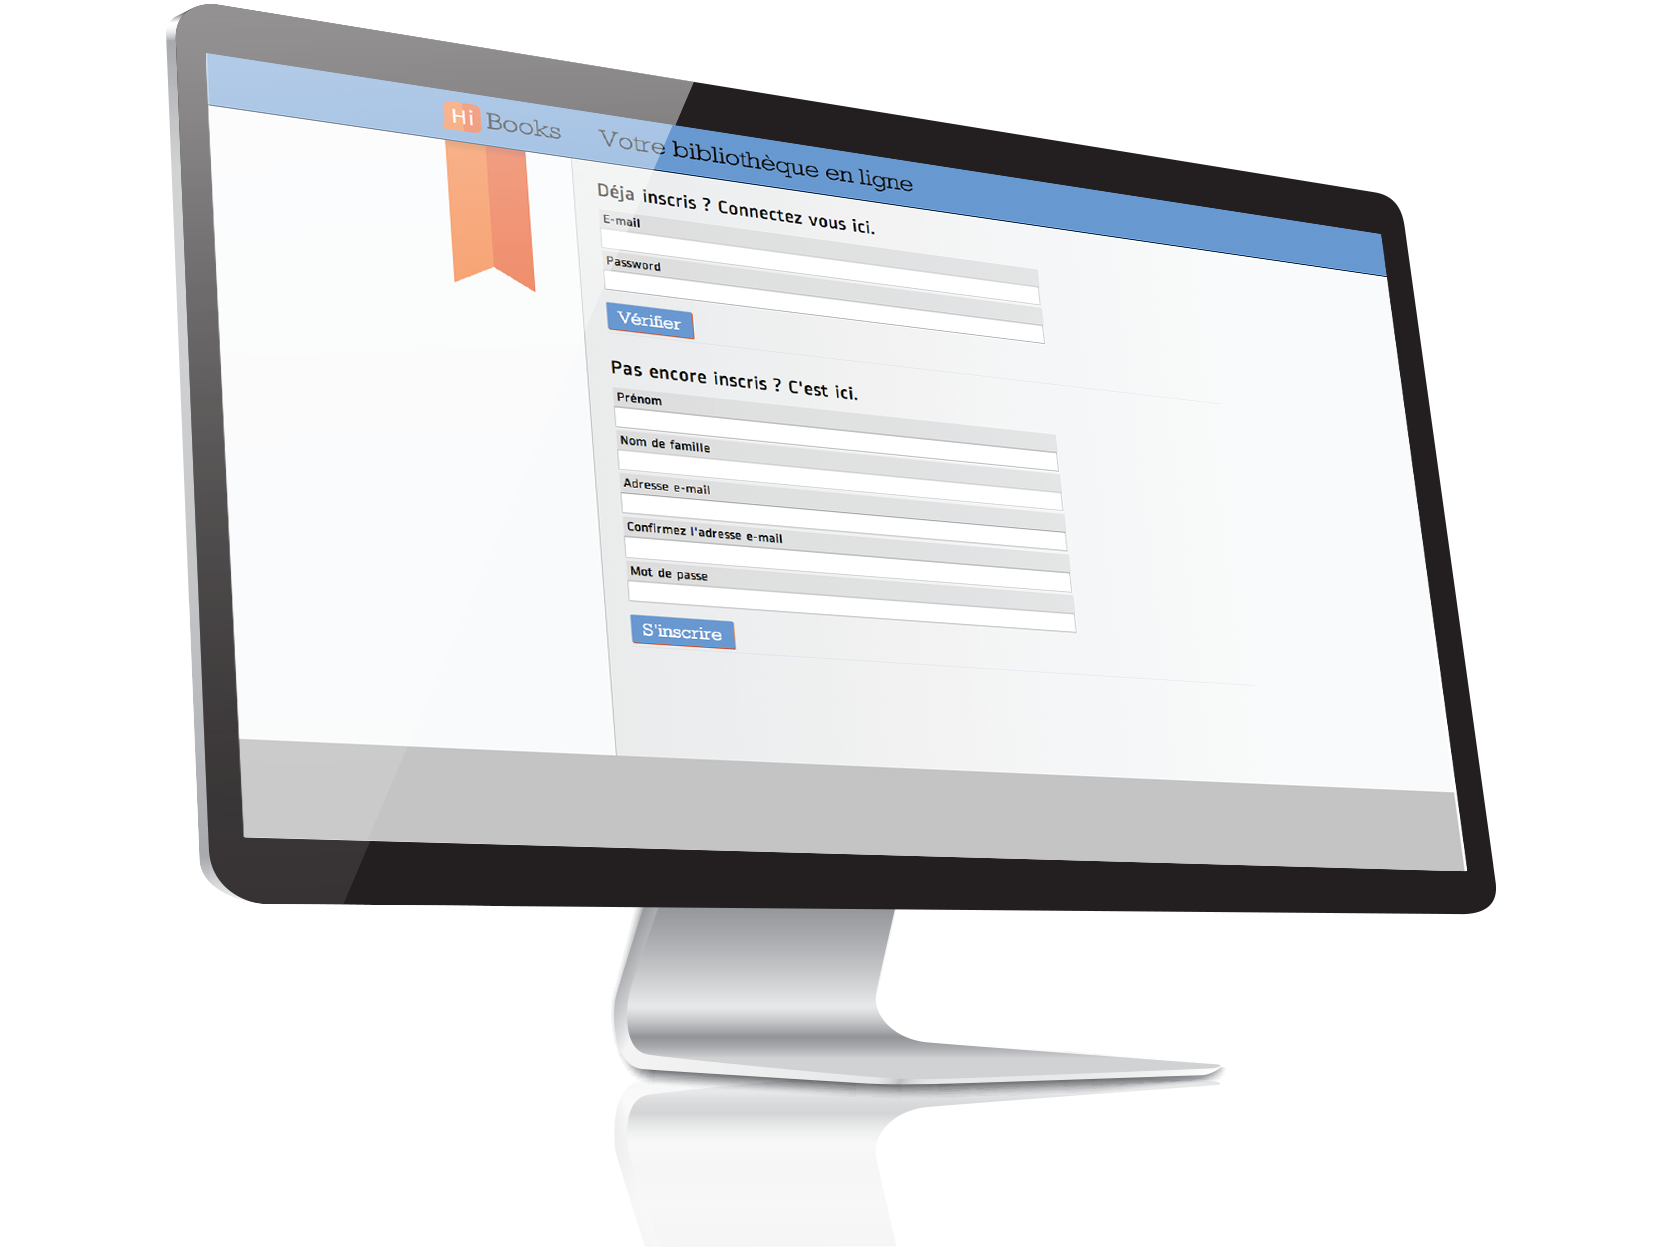 Hi Books
Votre bibliothèque en ligne
Déja inscris ? Connectez vous ici.
E-mail
Password
Vérifier
Pas encore inscris ? C'est ici.
Prénom
Nom de famille
Adresse e-mail
Confirmez l'adresse e-mail
Mot de passe
S'inscrire